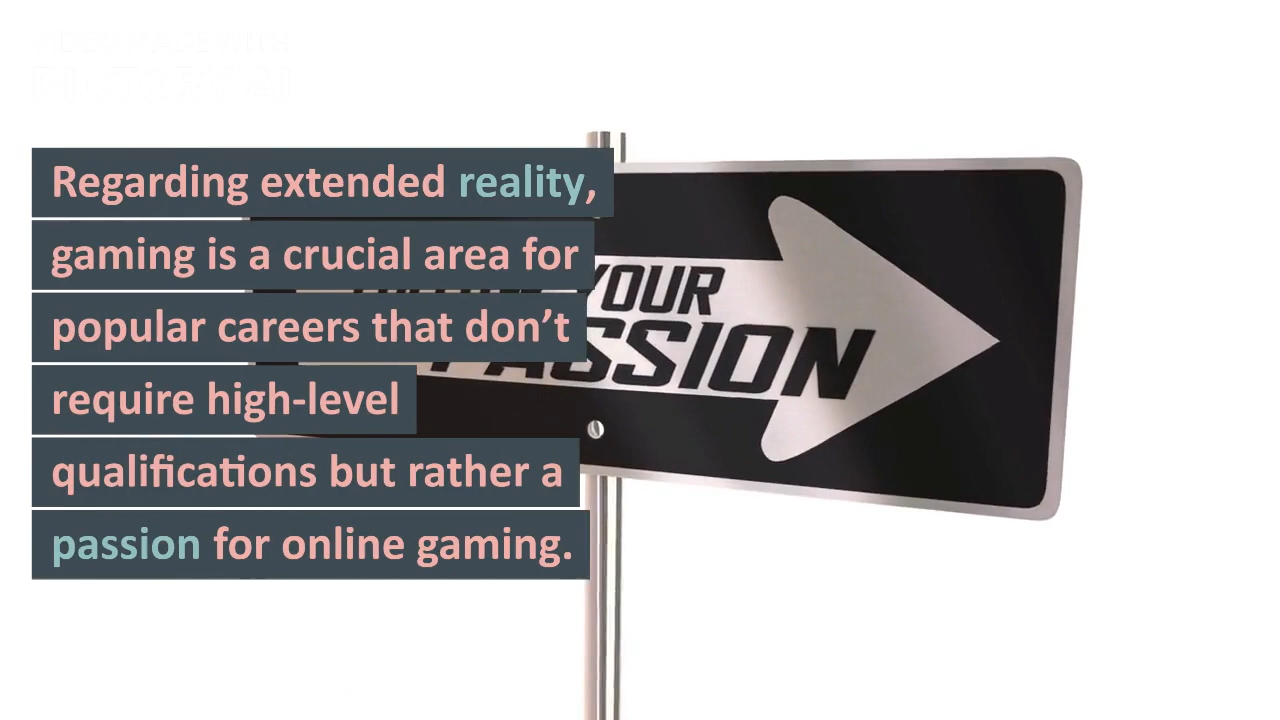 Regarding extended reality,
gaming is a crucial area for
popular careers that don't
require high-level
qualifications but rather a
passion for online gaming.
YOUR
PASSION